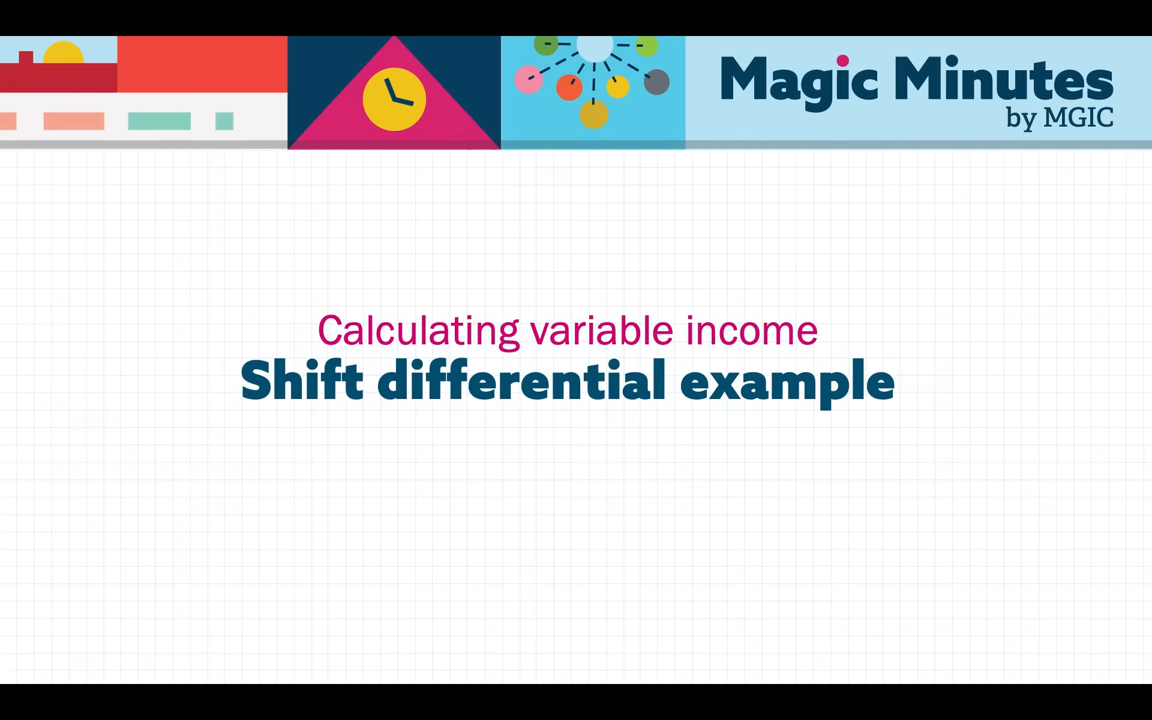 Magic Minutes
by MGIC
Calculating variable income
Shift differential example